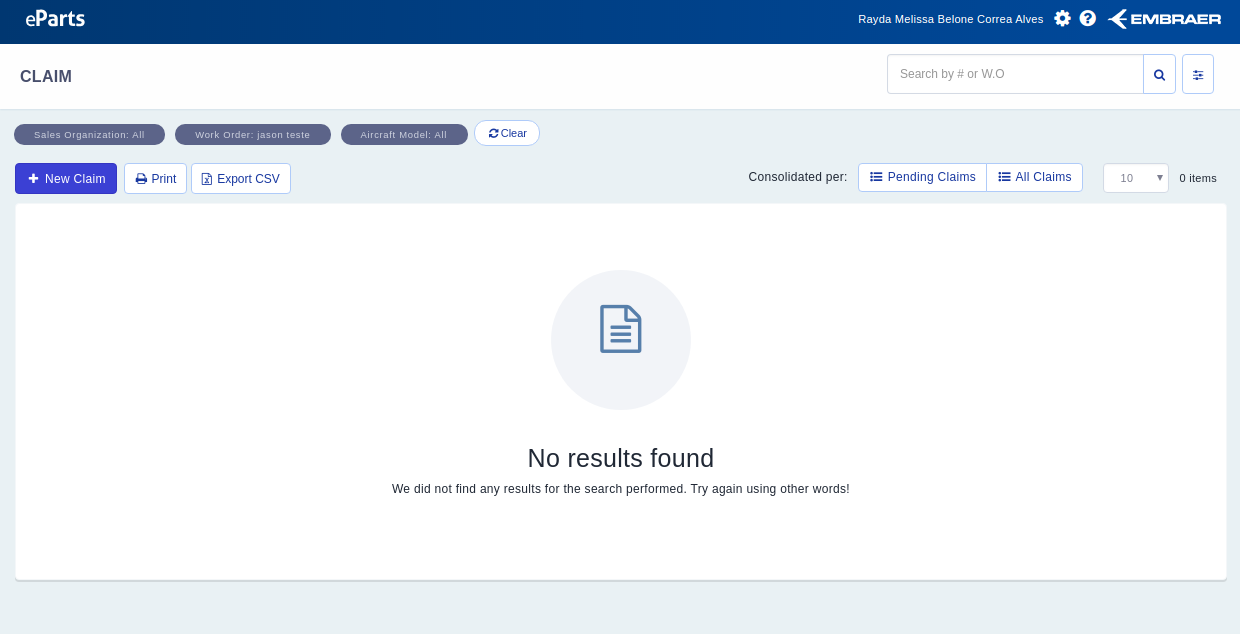 eParts
Rayda Melissa Belone Correa Alves
EMBRAER
CLAIM
Search by # or W.O
Sales Organization: All
Work Order: jason teste
Aircraft Model: All
Clear
New Claim
Print
Export CSV
Consolidated per:
Pending Claims
All Claims
10
0 items
No results found
We did not find any results for the search performed. Try again using other words!